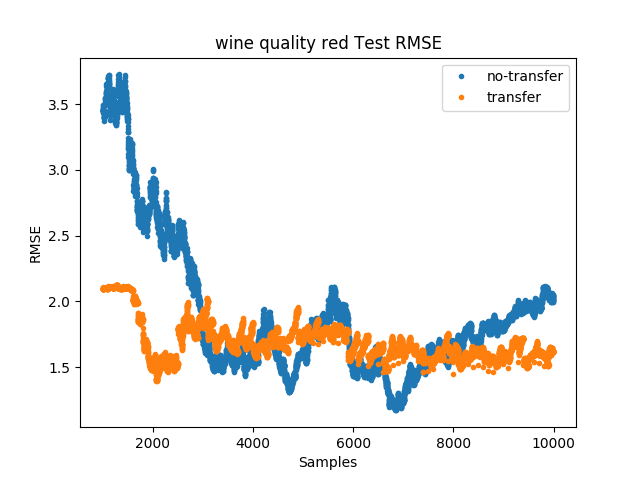 wine quality red Test RMSE
no-transfer
transfer
3.5
3.0
2.5
2.0
1.5
RMSE
2000 4000 6000 8000 10000
Samples